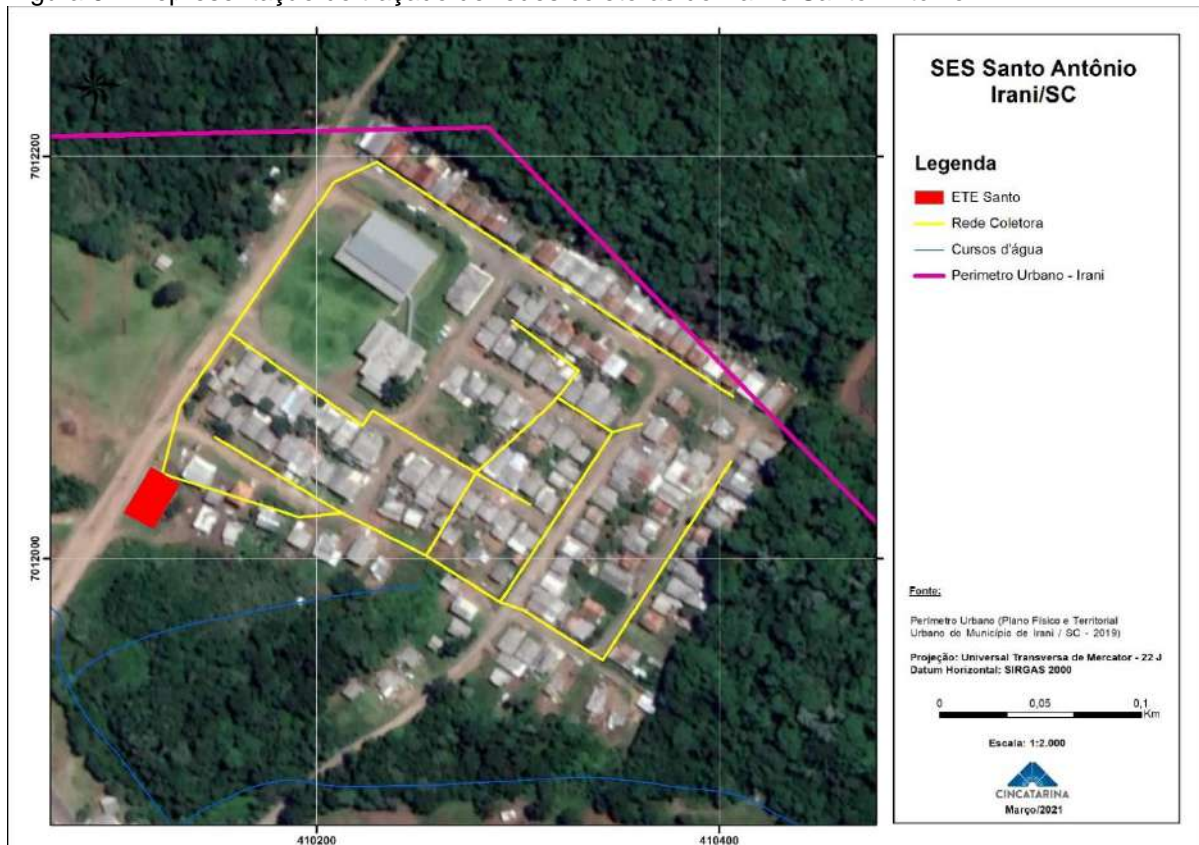 SES Santo Antônio
Irani/SC
Legenda
ETE Santo
Rede Coletora
Cursos d'água
Perimetro Urbano - Irani
7012200
7012000
410200
410400
Fonte:
Perimetro Urbano (Plano Físico e Territorial
Urbano do Município de Irani / SC - 2019)
Projeção: Universal Transversa de Mercator - 22 J
Datum Horizontal: SIRGAS 2000
0 0,05 0,1
Km
Escala: 1:2.000
CINCATARINA
Março/2021